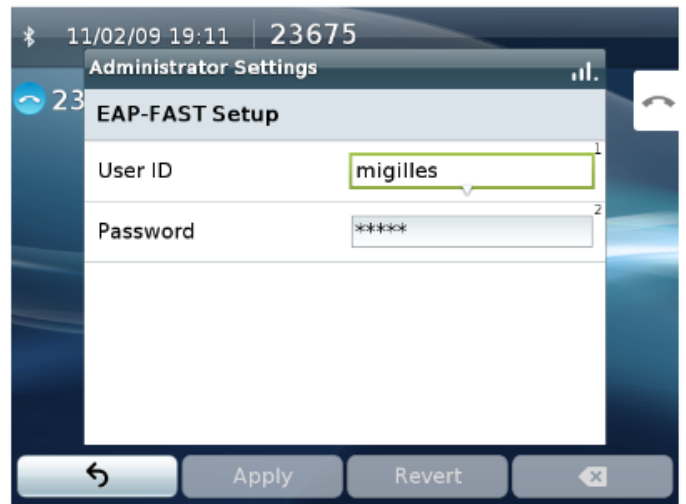 11/02/09 19:11 23675
Administrator Settings
23
EAP-FAST Setup
1
User ID migilles
2
Password *****
Apply Revert